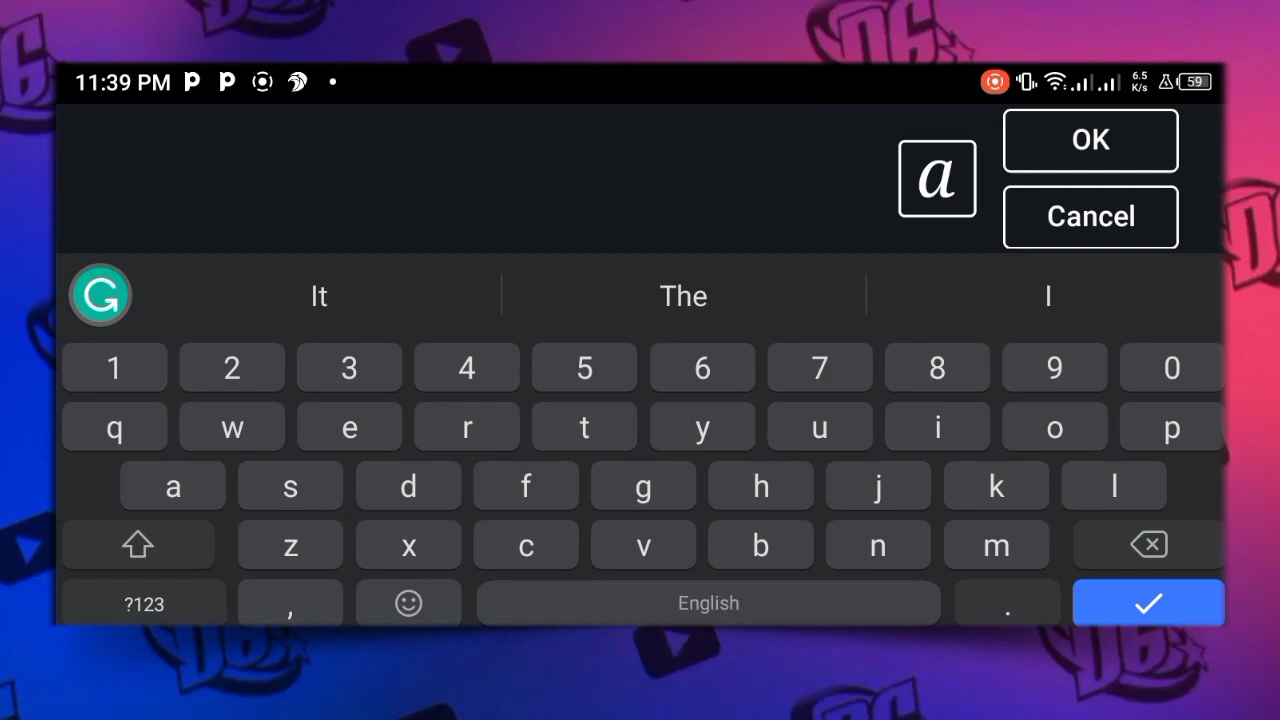 11:39 PM 6.5 K/s 59
a OK
Cancel
It The I
1 2 3 4 5 6 7 8 9 0
q w e r t y u i o p
a s d f g h j k l
z x c v b n m
?123 , English .